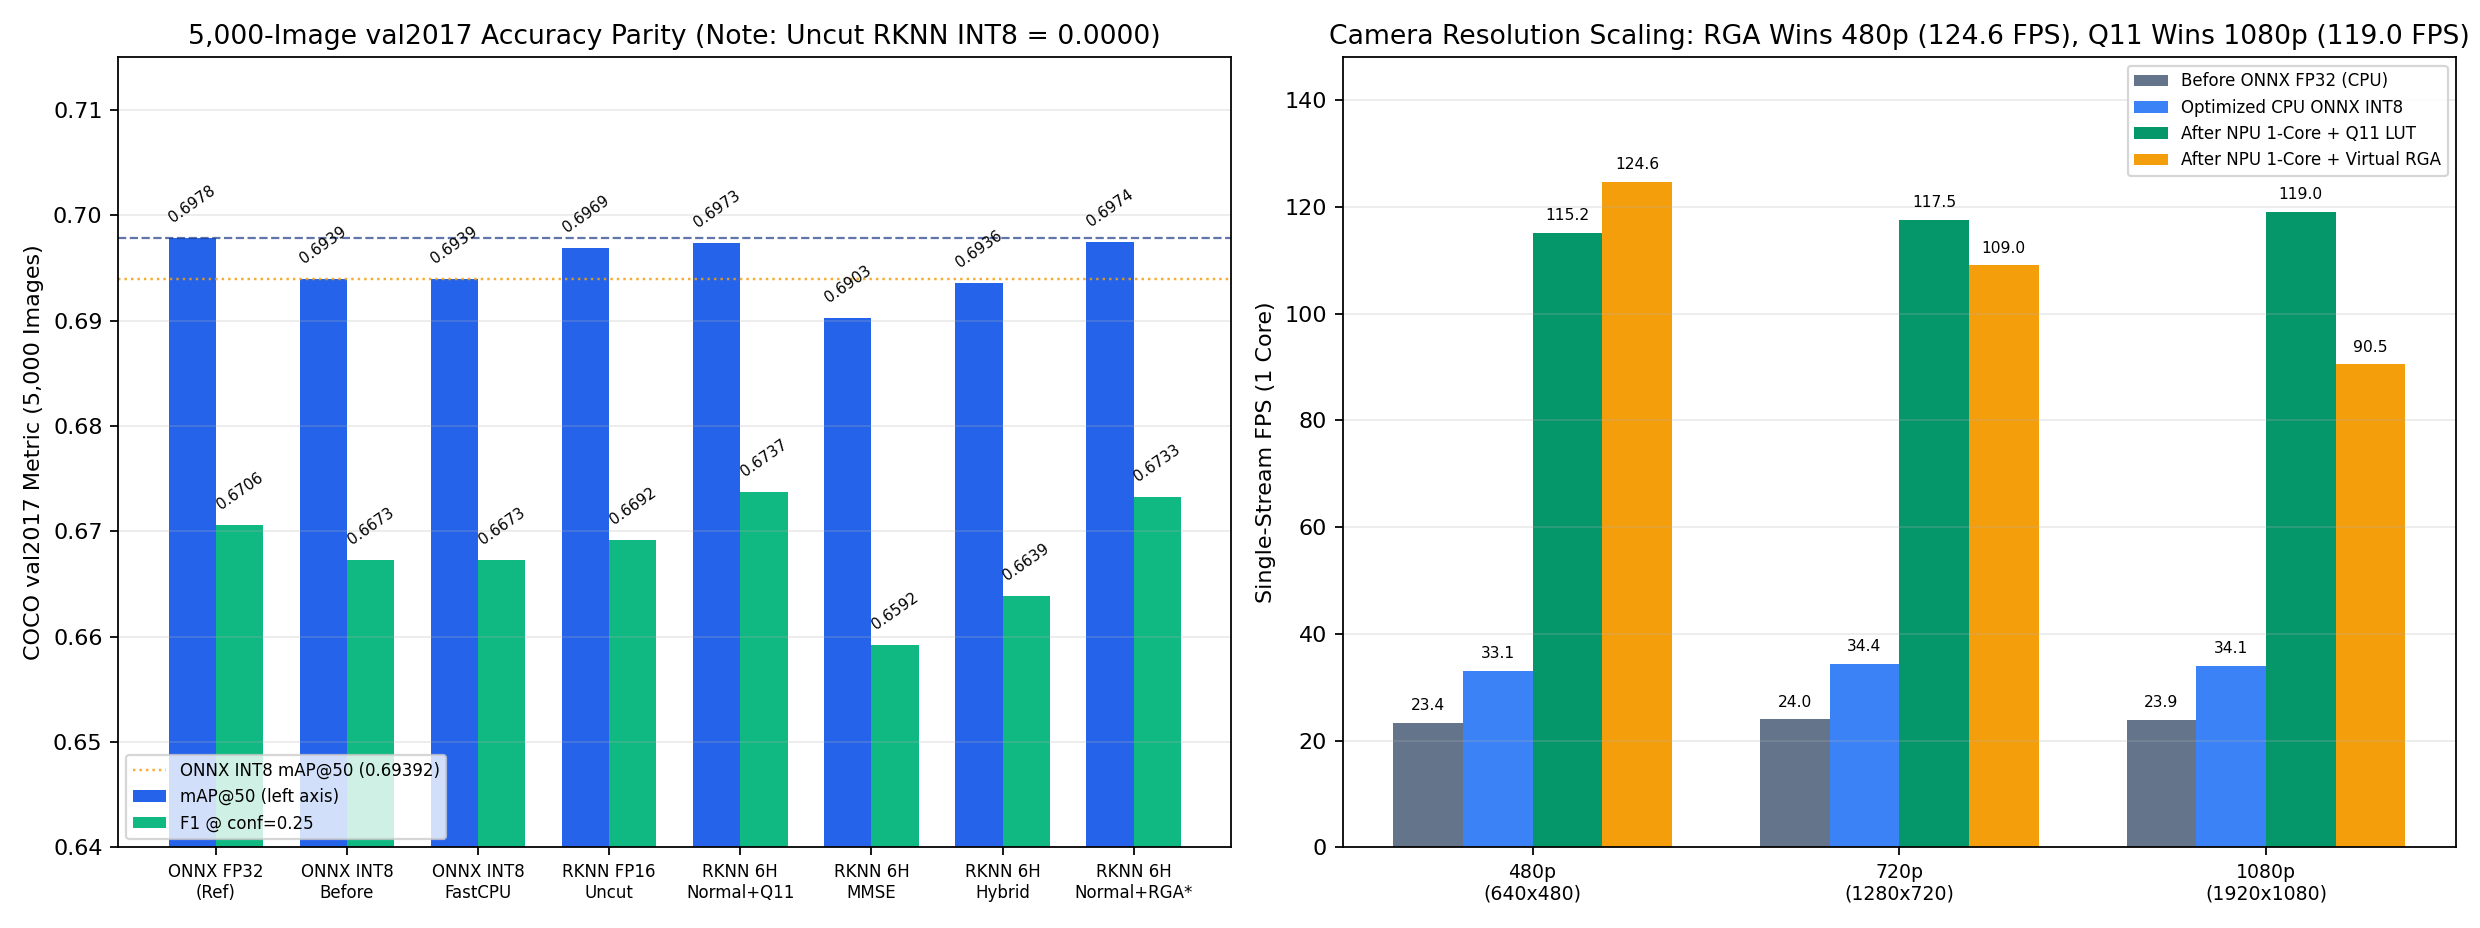 5,000-Image val2017 Accuracy Parity (Note: Uncut RKNN INT8 = 0.0000)
COCO val2017 Metric (5,000 Images)
0.71
0.70
0.69
0.68
0.67
0.66
0.65
0.64
0.6978
0.6706
0.6939
0.6673
0.6939
0.6673
0.6969
0.6692
0.6973
0.6737
0.6903
0.6592
0.6936
0.6639
0.6974
0.6733
ONNX INT8 mAP@50 (0.69392)
mAP@50 (left axis)
F1 @ conf=0.25
ONNX FP32
(Ref)
ONNX INT8
Before
ONNX INT8
FastCPU
RKNN FP16
Uncut
RKNN 6H
Normal+Q11
RKNN 6H
MMSE
RKNN 6H
Hybrid
RKNN 6H
Normal+RGA*
Camera Resolution Scaling: RGA Wins 480p (124.6 FPS), Q11 Wins 1080p (119.0 FPS)
Single-Stream FPS (1 Core)
140
120
100
80
60
40
20
0
Before ONNX FP32 (CPU)
Optimized CPU ONNX INT8
After NPU 1-Core + Q11 LUT
After NPU 1-Core + Virtual RGA
23.4
33.1
115.2
124.6
24.0
34.4
117.5
109.0
23.9
34.1
119.0
90.5
480p
(640x480)
720p
(1280x720)
1080p
(1920x1080)